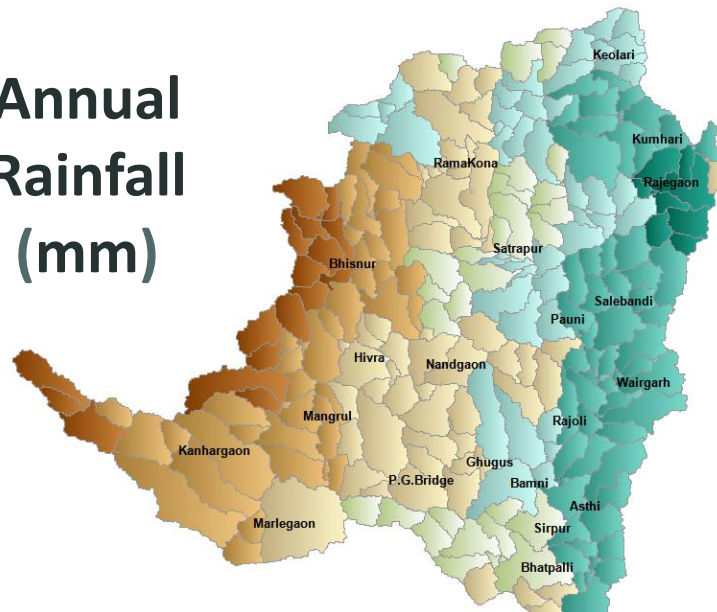 Annual
Rainfall
(mm)
Keolari
Kumhari
RamaKona
Rajegaon
Satrapur
Bhisnur
Salebandi
Pauni
Hivra
Nandgaon
Wairgarh
Mangrul
Rajoli
Kanhargaon
Ghugus
P.G.Bridge
Bamni
Asthi
Marlegaon
Sirpur
Bhatpalli